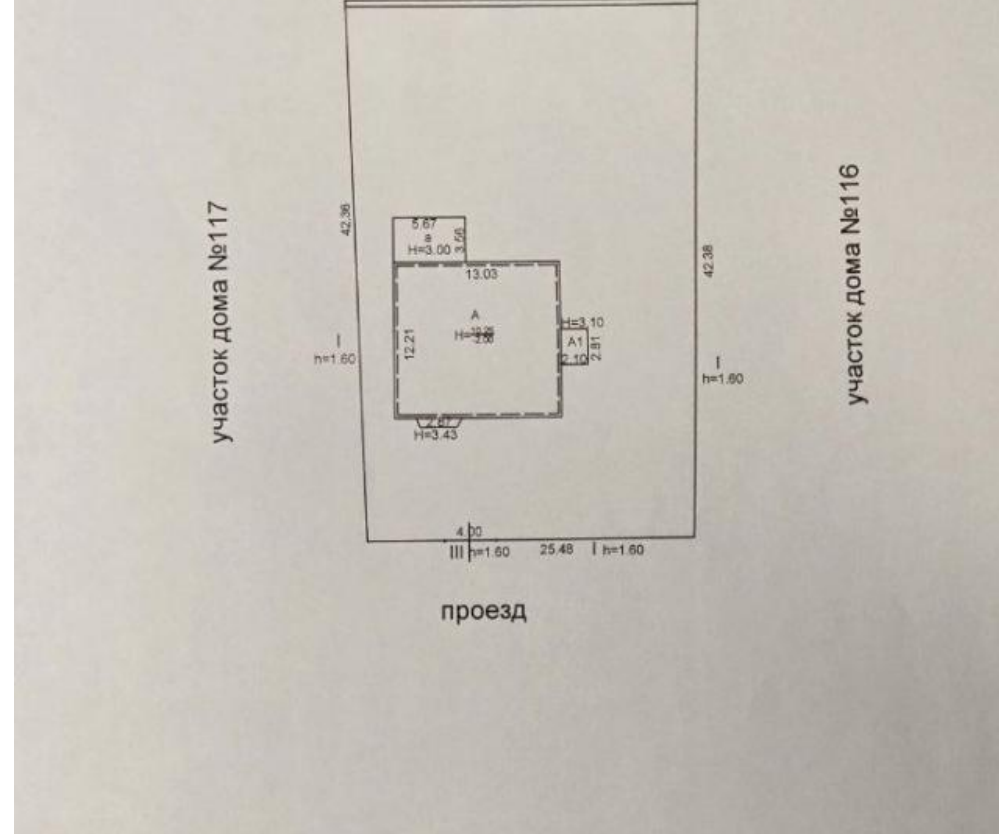 участок дома №117
участок дома №116
42.36
42.38
5.67
а
H=3.00
3.56
13.03
A
12.21
H=3.10
A1
2.10
2.81
I
h=1.60
I
h=1.60
2.67
H=3.43
4.00
III h=1.60
25.48
I h=1.60
проезд